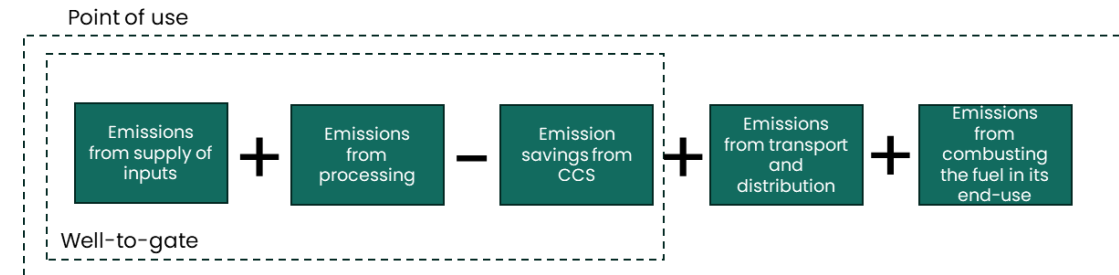 Point of use
Emissions
from supply of
inputs
+
Emissions
from
processing
−
Emission
savings from
CCS
+
Emissions
from transport
and
distribution
+
Emissions
from
combusting
the fuel in its
end-use
Well-to-gate